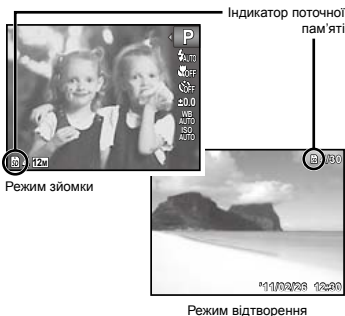 Індикатор поточної
пам'яті
P
AUTO
OFF
OFF
±0.0
WB
AUTO
ISO
AUTO
4 12M
Режим зйомки
/30
'11/02/26 12:30
Режим відтворення